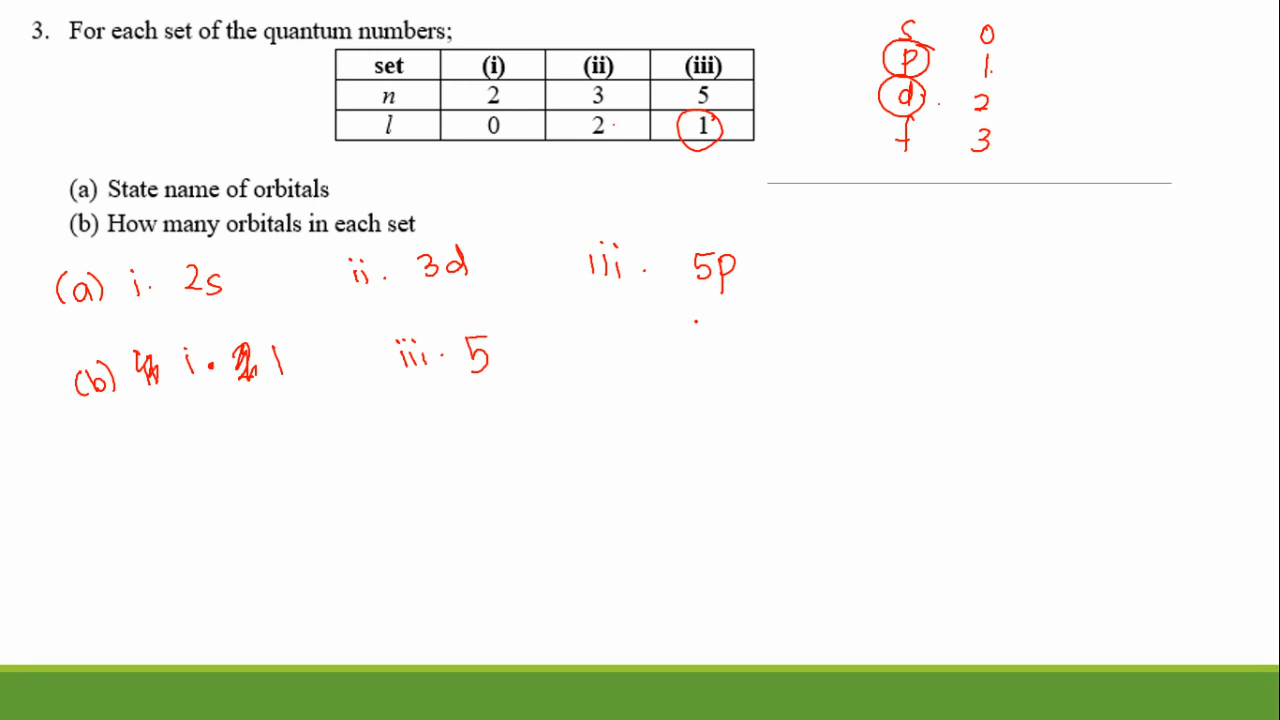 3. For each set of the quantum numbers;
set (i) (ii) (iii)
n 2 3 5
l 0 2 1
s 0
p 1
d 2
f 3
(a) State name of orbitals
(b) How many orbitals in each set
(a) i. 2s ii. 3d iii. 5p
(b) i. 1 iii. 5